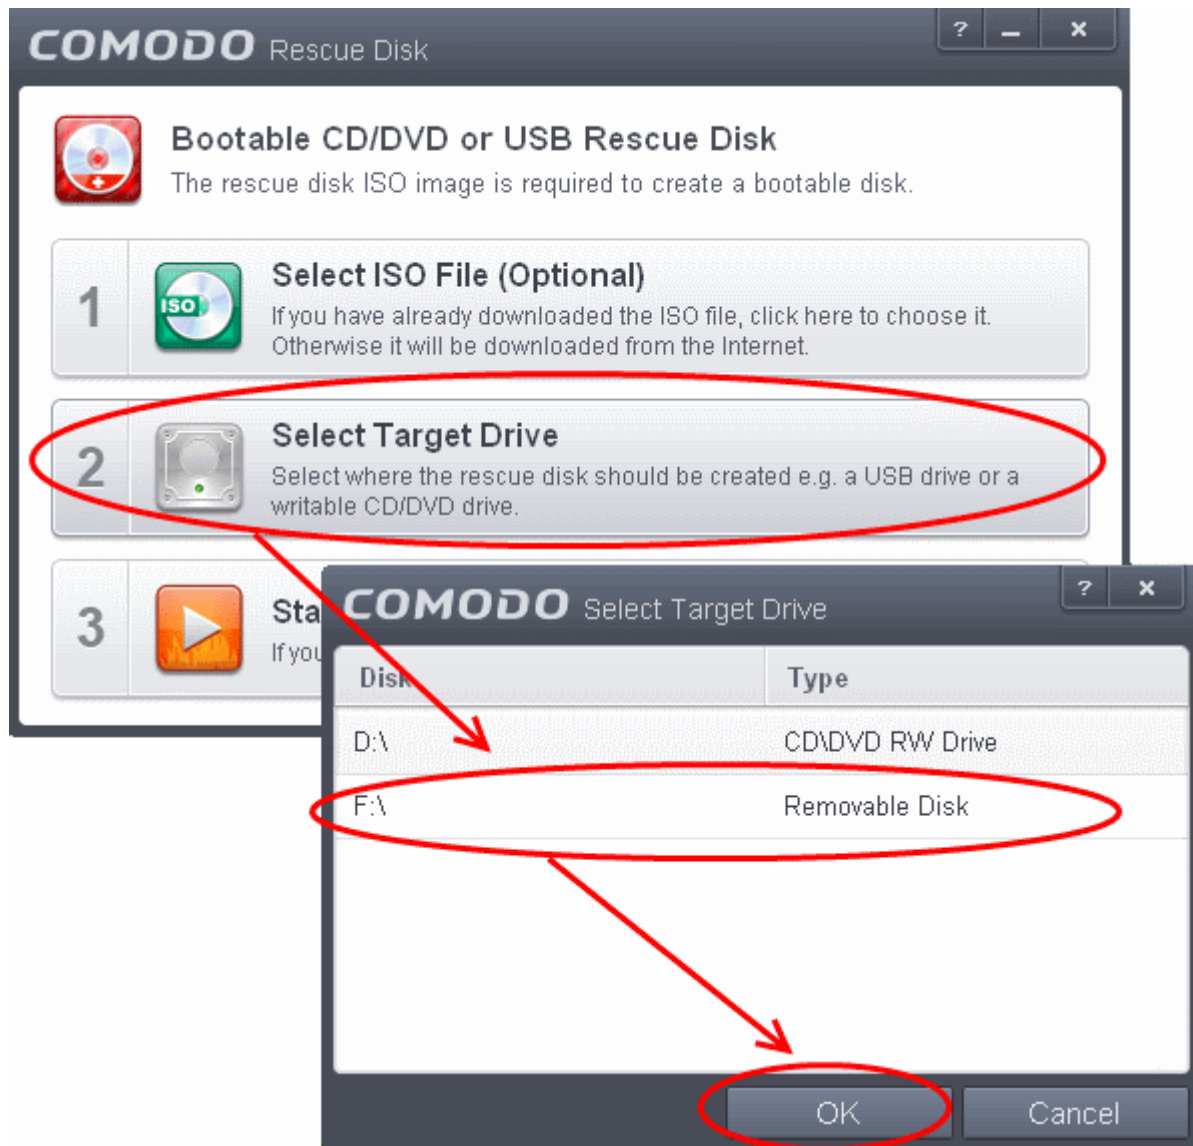 COMODO Rescue Disk
? – ×
Bootable CD/DVD or USB Rescue Disk
The rescue disk ISO image is required to create a bootable disk.
1
ISO
Select ISO File (Optional)
If you have already downloaded the ISO file, click here to choose it.
Otherwise it will be downloaded from the Internet.
2
Select Target Drive
Select where the rescue disk should be created e.g. a USB drive or a
writable CD/DVD drive.
3
Sta
If you
COMODO Select Target Drive
? ×
Disk Type
D:\ CD\DVD RW Drive
F:\ Removable Disk
OK Cancel